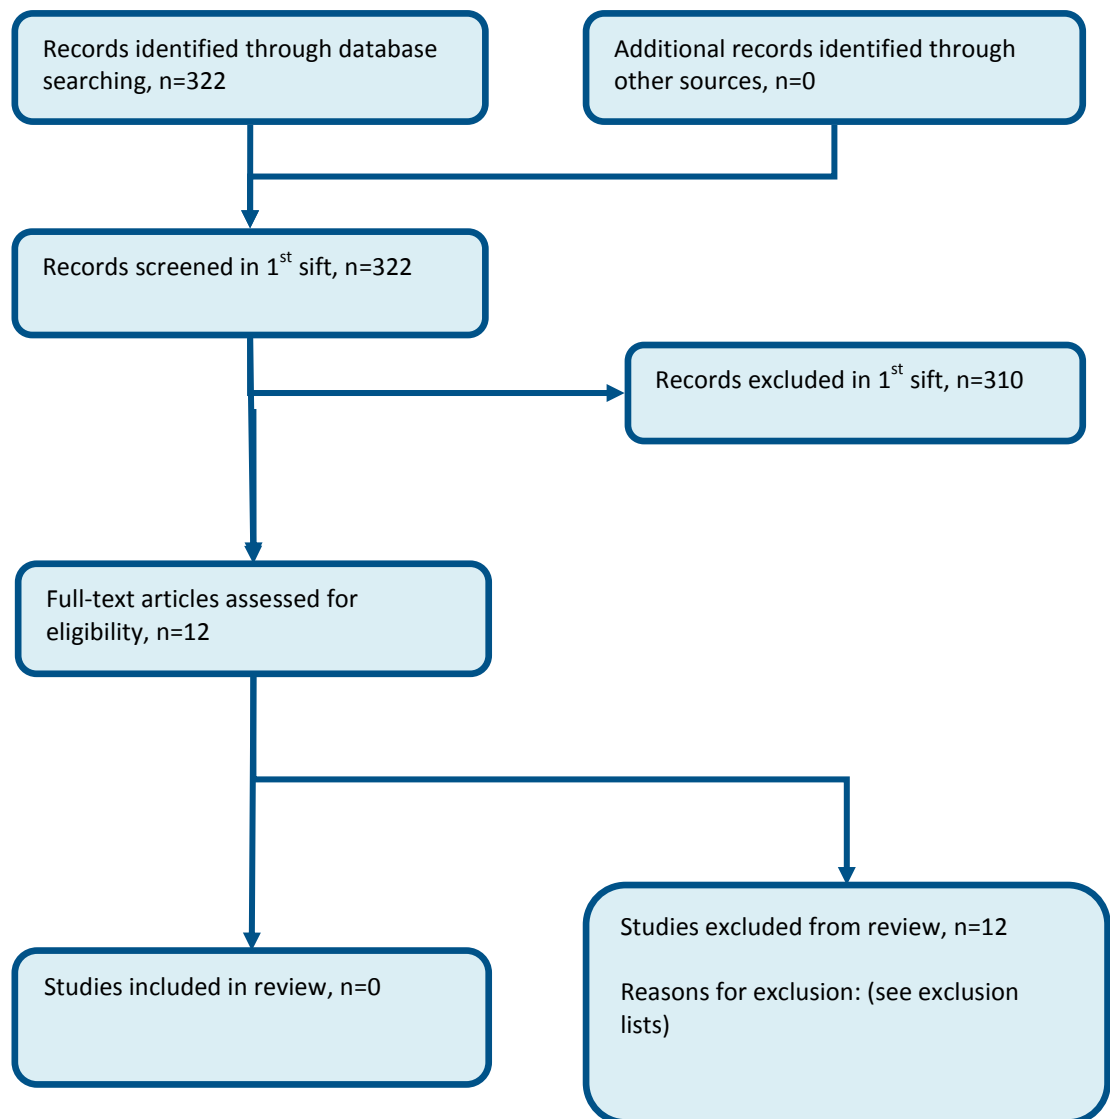 Records identified through database
searching, n=322
Additional records identified through
other sources, n=0
Records screened in 1st sift, n=322
Records excluded in 1st sift, n=310
Full-text articles assessed for
eligibility, n=12
Studies included in review, n=0
Studies excluded from review, n=12
Reasons for exclusion: (see exclusion
lists)